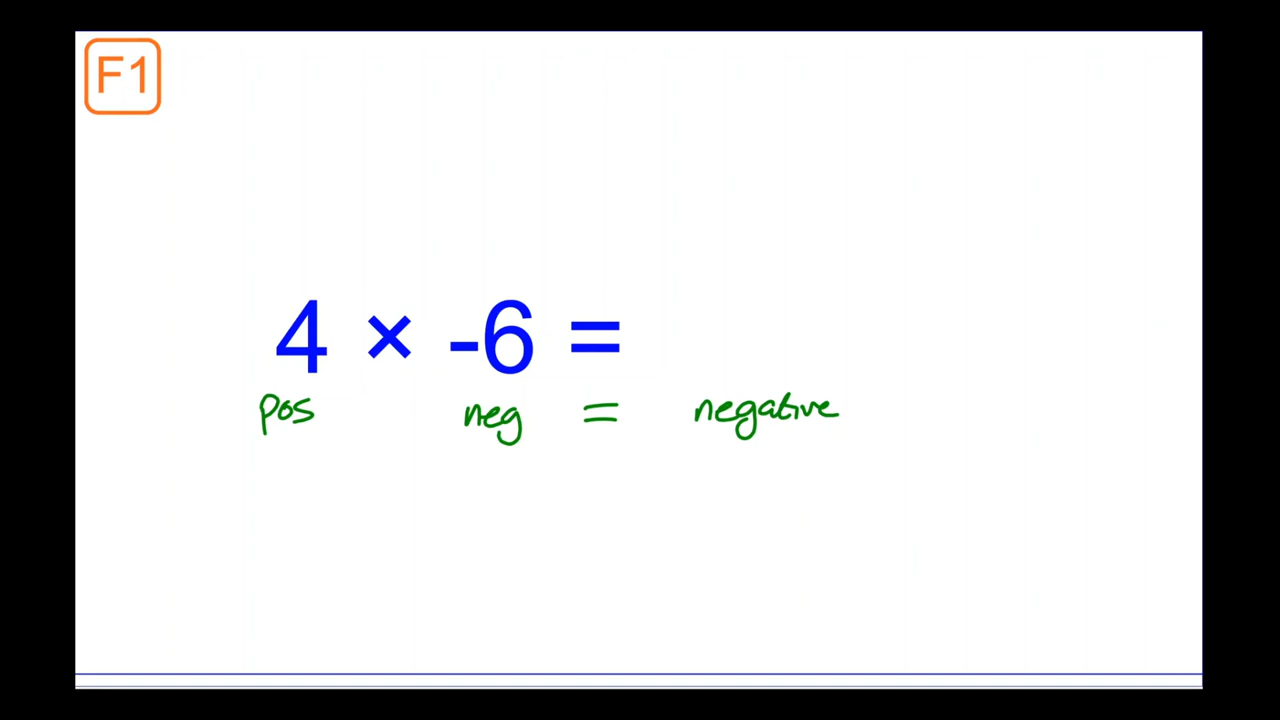 F1
4 × -6 =
pos neg = negative